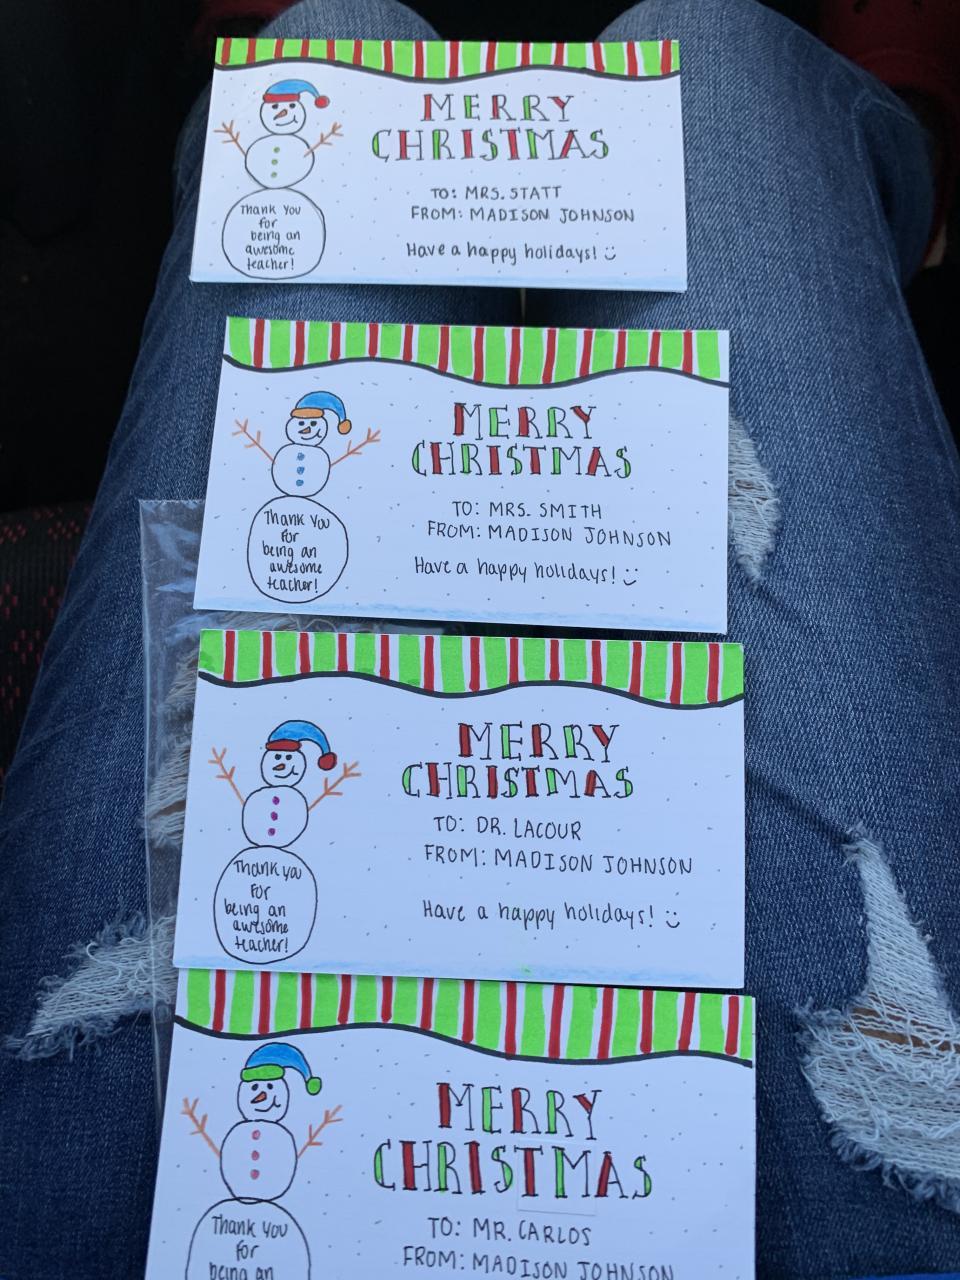 MERRY
CHRISTMAS
TO: MRS. STATT
FROM: MADISON JOHNSON
Have a happy holidays! :)
Thank You
for
being an
awesome
teacher!
MERRY
CHRISTMAS
TO: MRS. SMITH
FROM: MADISON JOHNSON
Have a happy holidays! :)
Thank You
For
being an
awesome
teacher!
MERRY
CHRISTMAS
TO: DR. LACOUR
FROM: MADISON JOHNSON
Have a happy holidays! :)
Thank you
For
being an
awesome
teacher!
MERRY
CHRISTMAS
TO: MR. CARLOS
FROM: MADISON JOHNSON
Thank you
for
being an